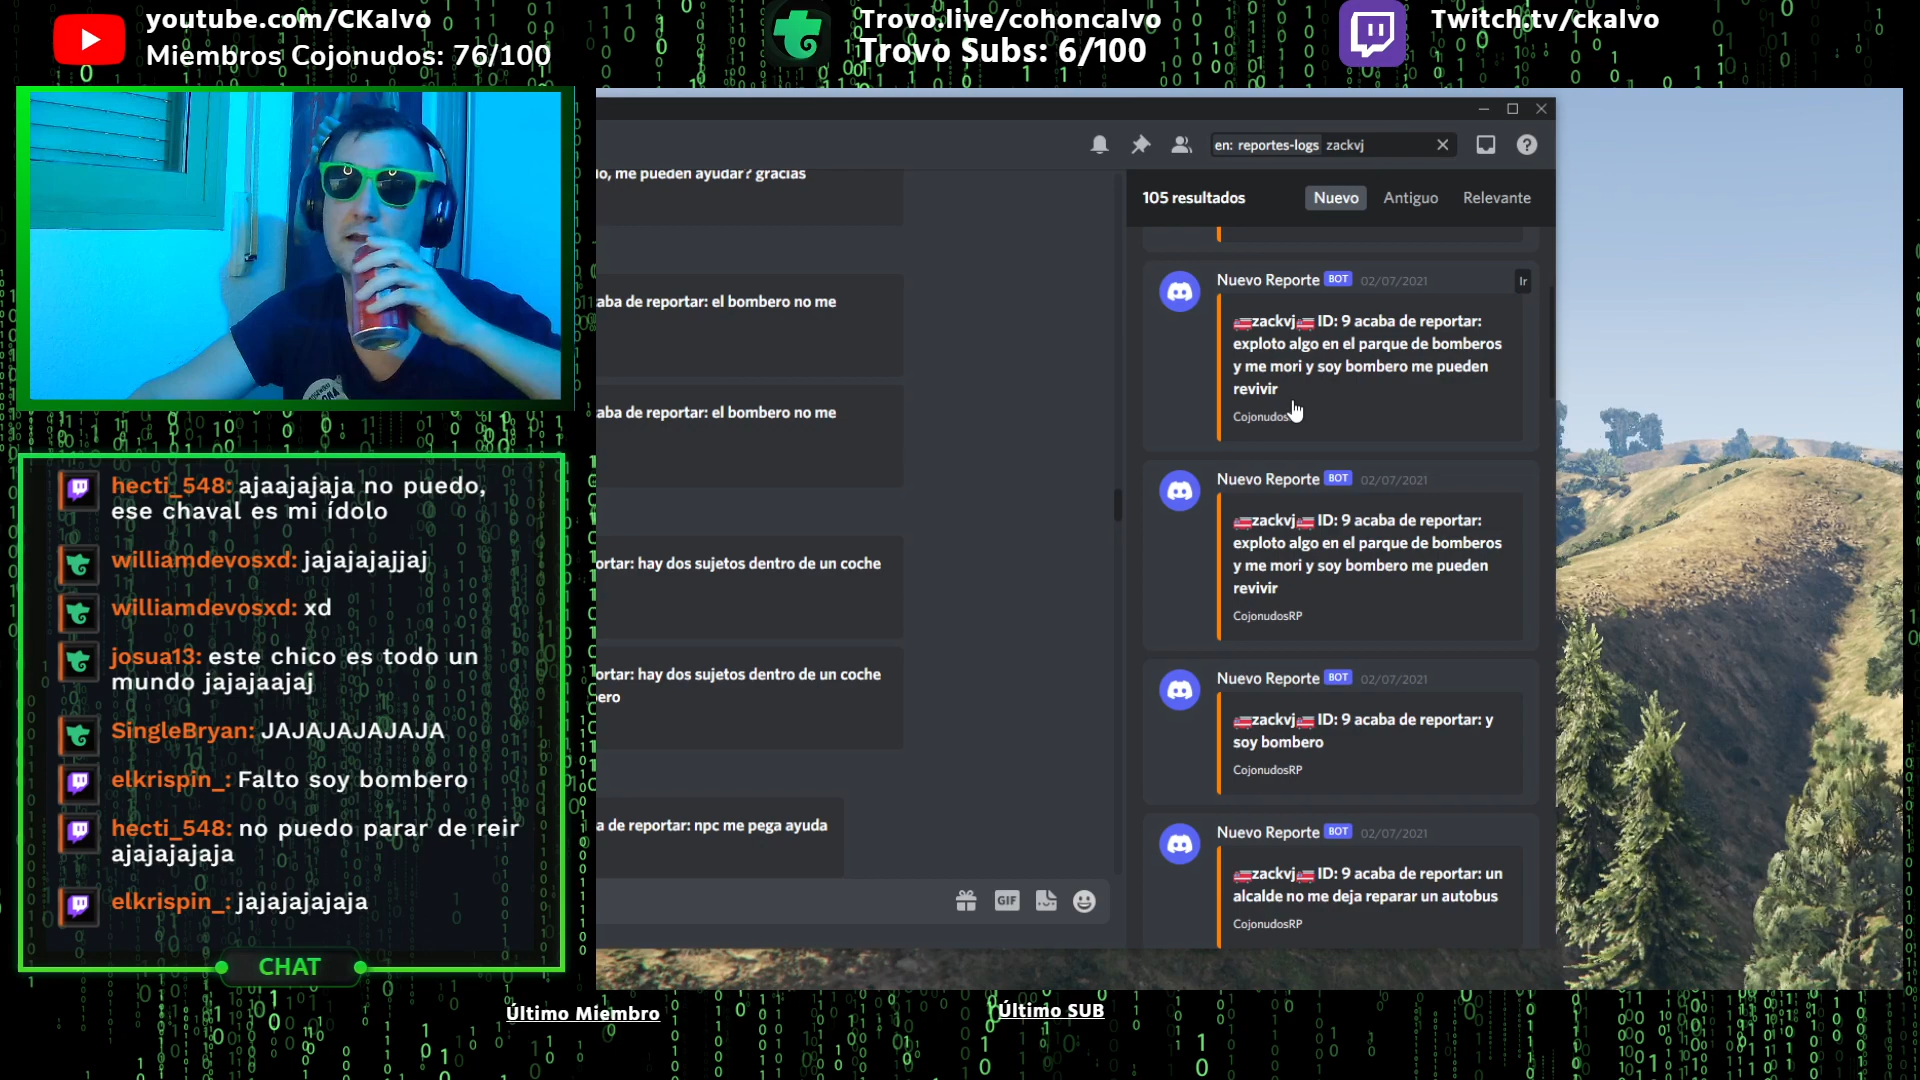 youtube.com/CKalvo
Miembros Cojonudos: 76/100
Trovo.live/cohoncalvo
Trovo Subs: 6/100
Twitch.tv/ckalvo
hecti_548: ajaajajaja no puedo,
ese chaval es mi ídolo
williamdevosxd: jajajajajjaj
williamdevosxd: xd
josua13: este chico es todo un
mundo jajajaajaj
SingleBryan: JAJAJAJAJAJA
elkrispin_: Falto soy bombero
hecti_548: no puedo parar de reir
ajajajajaja
elkrispin_: jajajajajaja
CHAT
lo, me pueden ayudar? gracias
aba de reportar: el bombero no me
aba de reportar: el bombero no me
ortar: hay dos sujetos dentro de un coche
ortar: hay dos sujetos dentro de un coche
ero
a de reportar: npc me pega ayuda
GIF
en: reportes-logs zackvj
105 resultados
Nuevo
Antiguo
Relevante
Nuevo Reporte BOT 02/07/2021
Ir
zackvj ID: 9 acaba de reportar:
exploto algo en el parque de bomberos
y me mori y soy bombero me pueden
revivir
Cojonudos
Nuevo Reporte BOT 02/07/2021
zackvj ID: 9 acaba de reportar:
exploto algo en el parque de bomberos
y me mori y soy bombero me pueden
revivir
CojonudosRP
Nuevo Reporte BOT 02/07/2021
zackvj ID: 9 acaba de reportar: y
soy bombero
CojonudosRP
Nuevo Reporte BOT 02/07/2021
zackvj ID: 9 acaba de reportar: un
alcalde no me deja reparar un autobus
CojonudosRP
Último Miembro
Último SUB